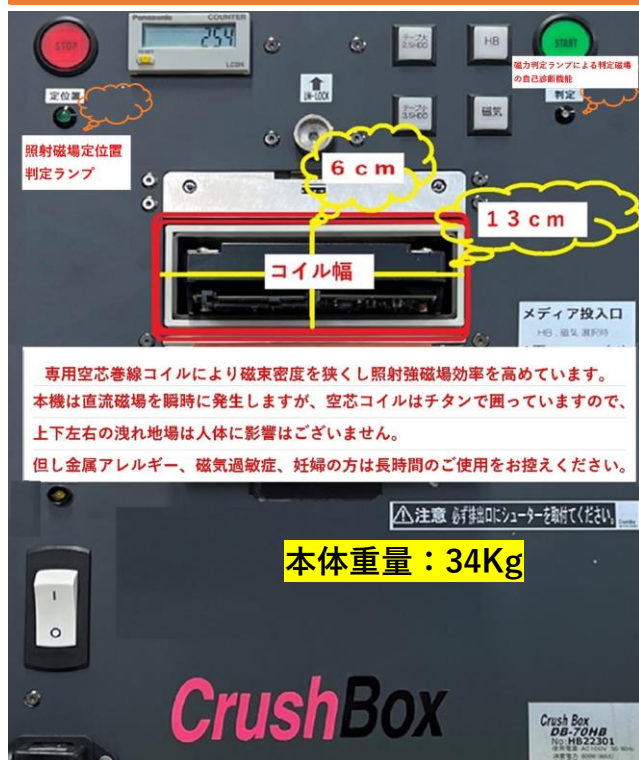 Panasonic COUNTER
STOP
254
RESET
LC2H
テープ大
2.5HDD
HB
START
磁力判定ランプによる判定磁場
の自己診断機能
定位置
判定
UN-LOCK
テープ小
3.5HDD
磁気
照射磁場定位置
判定ランプ
6cm
13cm
コイル幅
メディア投入口
HB、磁気 選択時
専用空芯巻線コイルにより磁束密度を狭くし照射強磁場効率を高めています。
本機は直流磁場を瞬時に発生しますが、空芯コイルはチタンで囲っていますので、
上下左右の洩れ地場は人体に影響はございません。
但し金属アレルギー、磁気過敏症、妊婦の方は長時間のご使用をお控えください。
注意 必ず排出口にシューターを取付てください。
本体重量：34Kg
CrushBox
Crush Box
DB-70HB
No:HB22301